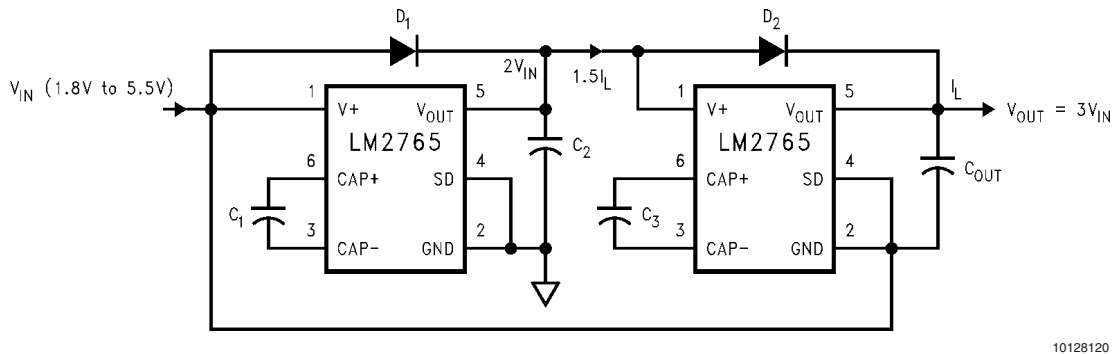 D1
D2
2VIN
1.5IL
IL
VIN (1.8V to 5.5V)
VOUT = 3VIN
1
V+
VOUT
5
LM2765
6
CAP+
SD
4
C1
3
CAP-
GND
2
C2
1
V+
VOUT
5
LM2765
6
CAP+
SD
4
C3
3
CAP-
GND
2
COUT
10128120